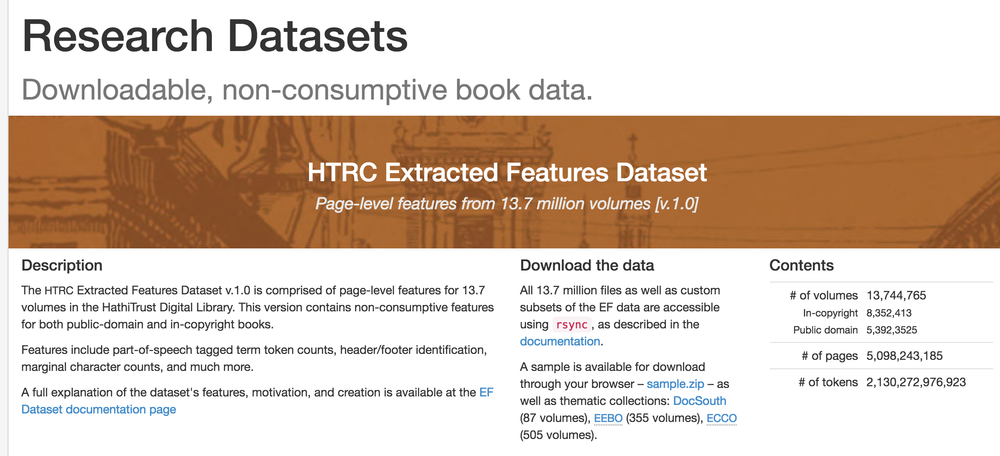 Research Datasets
Downloadable, non-consumptive book data.
HTRC Extracted Features Dataset
Page-level features from 13.7 million volumes [v.1.0]
Description
The HTRC Extracted Features Dataset v.1.0 is comprised of page-level features for 13.7
volumes in the HathiTrust Digital Library. This version contains non-consumptive features
for both public-domain and in-copyright books.
Features include part-of-speech tagged term token counts, header/footer identification,
marginal character counts, and much more.
A full explanation of the dataset's features, motivation, and creation is available at the EF
Dataset documentation page
Download the data
All 13.7 million files as well as custom
subsets of the EF data are accessible
using rsync, as described in the
documentation.
A sample is available for download
through your browser – sample.zip – as
well as thematic collections: DocSouth
(87 volumes), EEBO (355 volumes), ECCO
(505 volumes).
Contents
# of volumes 13,744,765
In-copyright 8,352,413
Public domain 5,392,3525
# of pages 5,098,243,185
# of tokens 2,130,272,976,923